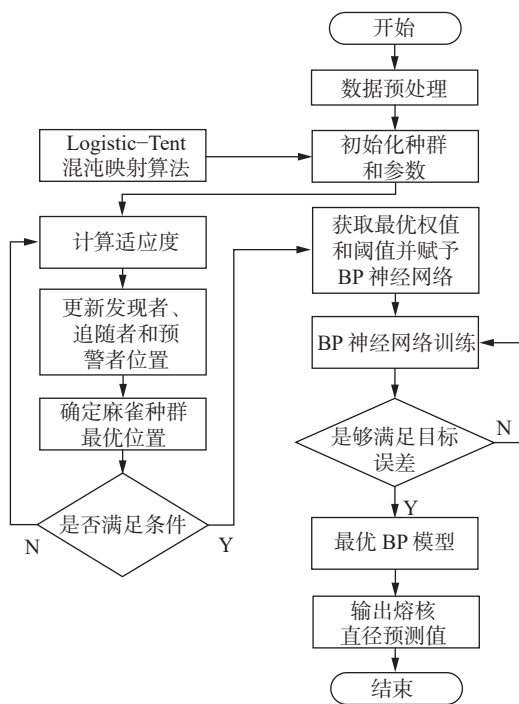 开始
数据预处理
Logistic−Tent
混沌映射算法
初始化种群
和参数
计算适应度
更新发现者、
追随者和预
警者位置
确定麻雀种群
最优位置
是否满足条件
N
Y
获取最优权值
和阈值并赋予
BP 神经网络
BP 神经网络训练
是够满足目标
误差
N
Y
最优 BP 模型
输出熔核
直径预测值
结束